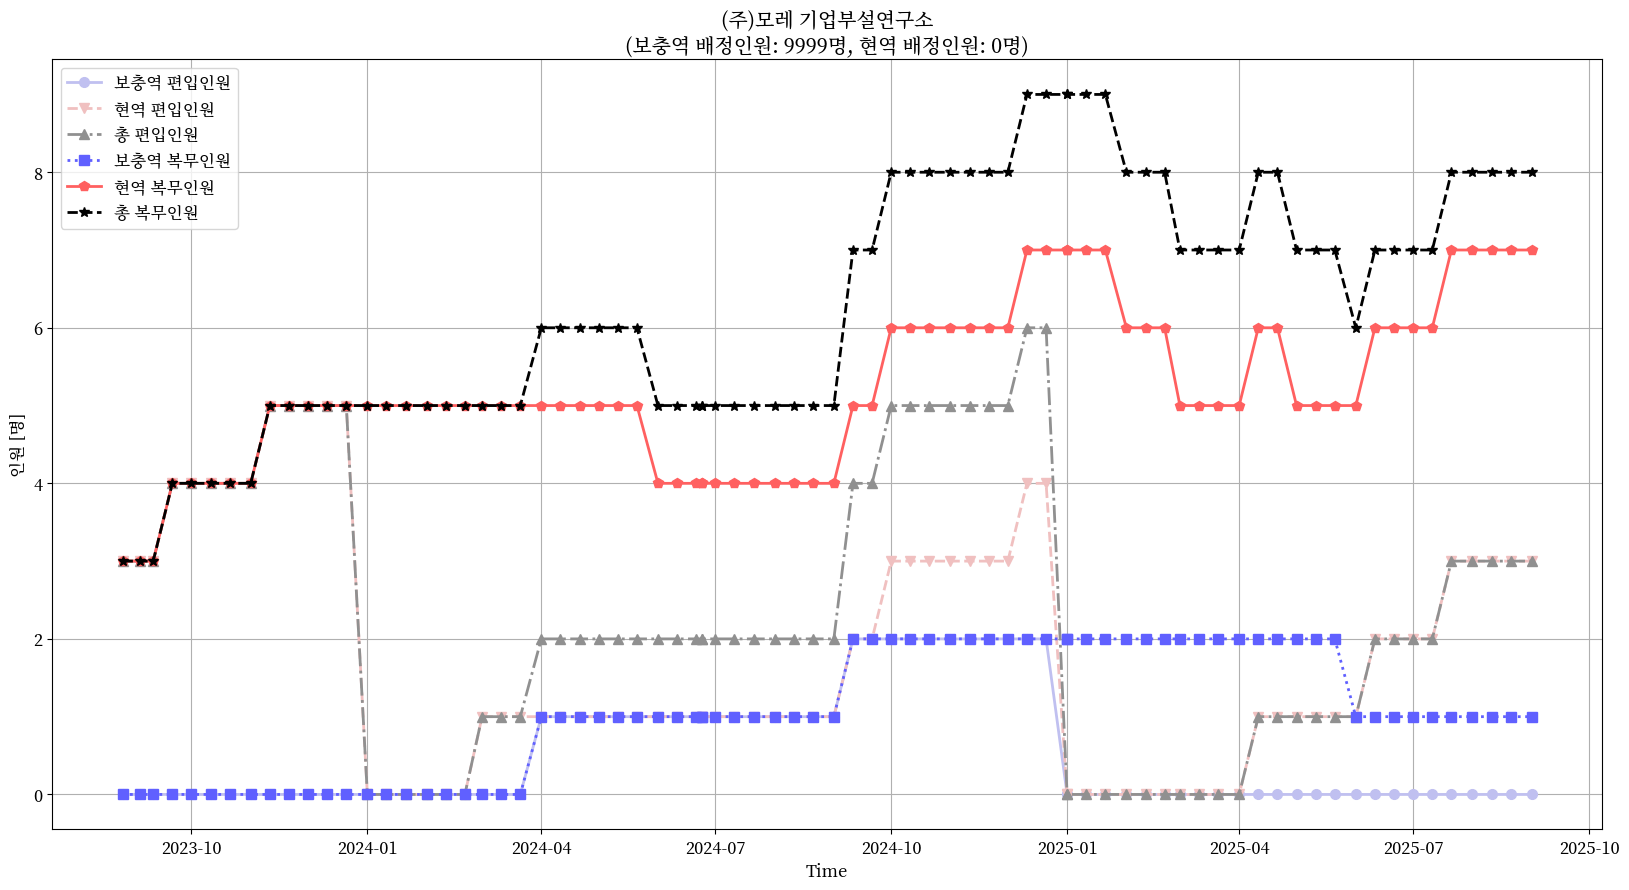 (주)모레 기업부설연구소
(보충역 배정인원: 9999명, 현역 배정인원: 0명)
보충역 편입인원
현역 편입인원
총 편입인원
보충역 복무인원
현역 복무인원
총 복무인원
인원 [명]
8
6
4
2
0
2023-10
2024-01
2024-04
2024-07
2024-10
2025-01
2025-04
2025-07
2025-10
Time